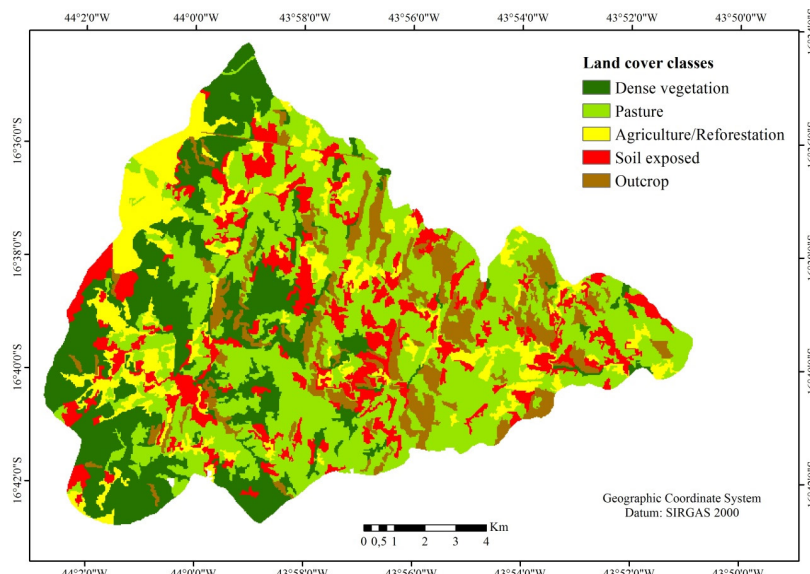 44°2'0"W 44°0'0"W 43°58'0"W 43°56'0"W 43°54'0"W 43°52'0"W 43°50'0"W
Land cover classes
Dense vegetation
Pasture
Agriculture/Reforestation
Soil exposed
Outcrop
16°36'0"S
16°38'0"S
16°40'0"S
16°42'0"S
Geographic Coordinate System
Datum: SIRGAS 2000
Km
0 0,5 1 2 3 4
44°2'0"W 44°0'0"W 43°58'0"W 43°56'0"W 43°54'0"W 43°52'0"W 43°50'0"W